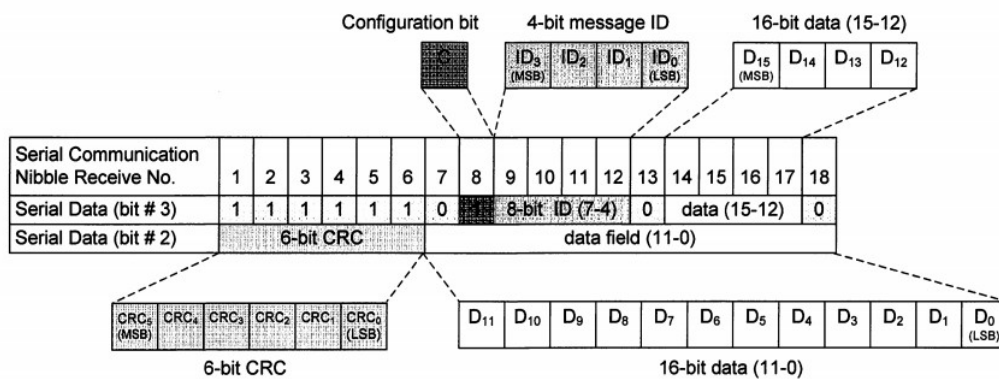 Configuration bit 4-bit message ID 16-bit data (15-12)
C ID₃ ID₂ ID₁ ID₀ D₁₅ D₁₄ D₁₃ D₁₂
(MSB) (LSB) (MSB)
Serial Communication
Nibble Receive No. 1 2 3 4 5 6 7 8 9 10 11 12 13 14 15 16 17 18
Serial Data (bit # 3) 1 1 1 1 1 1 0 1 8-bit ID (7-4) 0 data (15-12) 0
Serial Data (bit # 2) 6-bit CRC data field (11-0)
CRC₅ CRC₄ CRC₃ CRC₂ CRC₁ CRC₀ D₁₁ D₁₀ D₉ D₈ D₇ D₆ D₅ D₄ D₃ D₂ D₁ D₀
(MSB) (LSB) (LSB)
6-bit CRC 16-bit data (11-0)